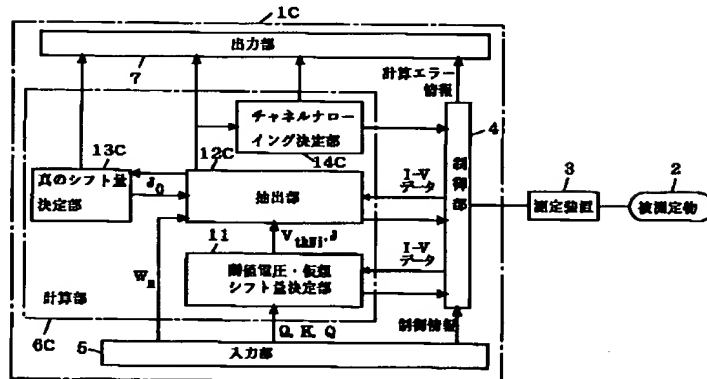 1C
出力部
7
計算エラー
情報
チャネルナロー
イング決定部
14C
4
制御部
13C
真のシフト量
決定部
12C
抽出部
I-V
データ
3
測定装置
2
被測定物
11
閾値電圧・仮想
シフト量決定部
I-V
データ
計算部
6C
制御情報
5
入力部